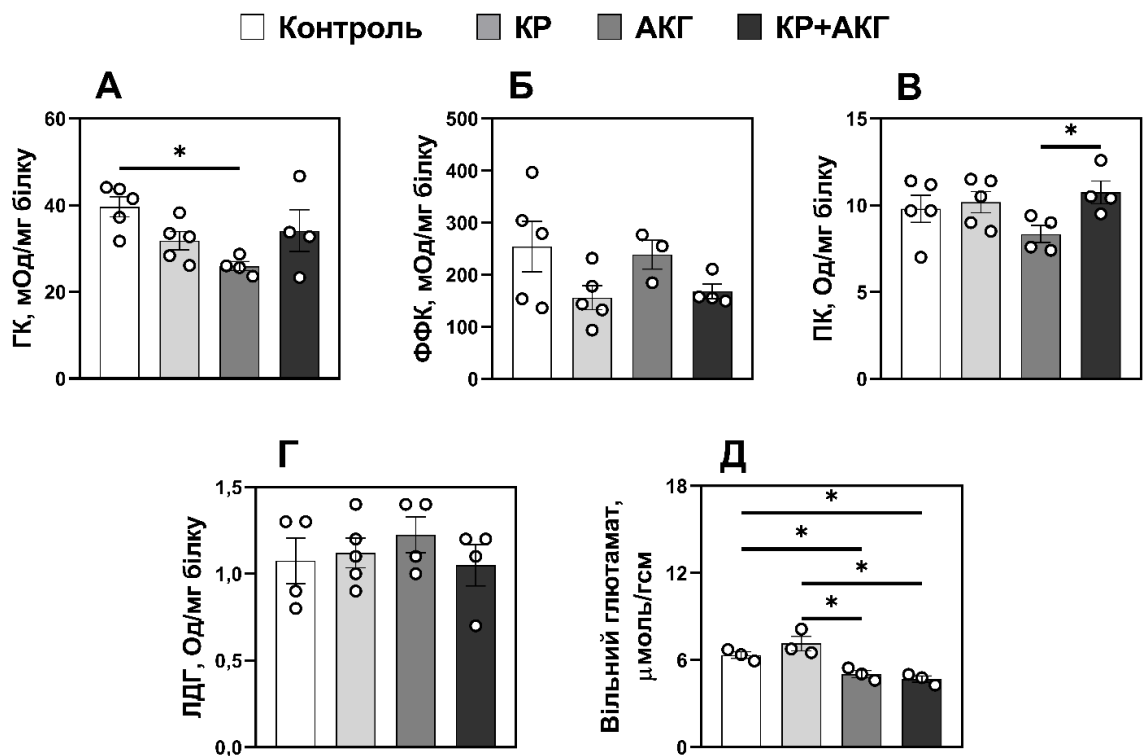 Контроль КР АКГ КР+АКГ
А
ГК, мОд/мг білку
60
40
20
0
*
Б
ФФК, мОд/мг білку
500
400
300
200
100
0
В
ПК, Од/мг білку
15
10
5
0
*
Г
ЛДГ, Од/мг білку
1,5
1,0
0,5
0,0
Д
Вільний глютамат,
μмоль/гсм
18
12
6
0
*
*
*
*